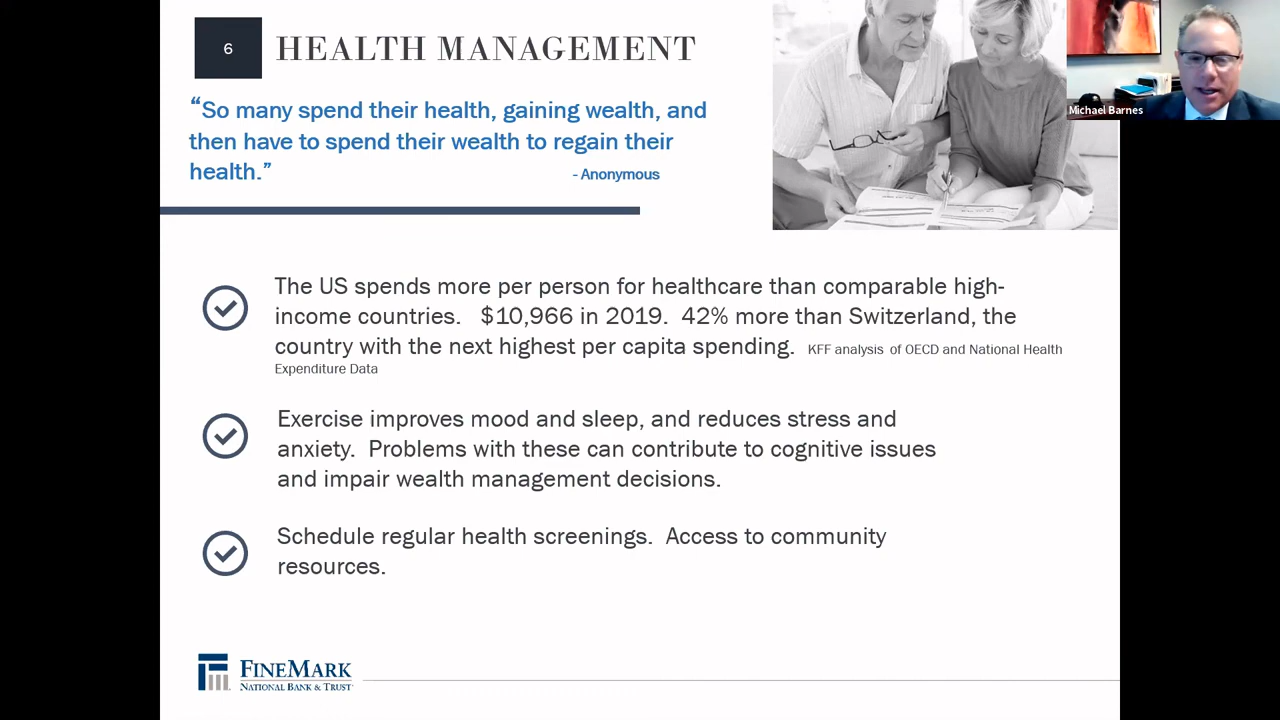 6
HEALTH MANAGEMENT
“So many spend their health, gaining wealth, and
then have to spend their wealth to regain their
health.”
- Anonymous
Michael Barnes
The US spends more per person for healthcare than comparable high-
income countries. $10,966 in 2019. 42% more than Switzerland, the
country with the next highest per capita spending. KFF analysis of OECD and National Health
Expenditure Data
Exercise improves mood and sleep, and reduces stress and
anxiety. Problems with these can contribute to cognitive issues
and impair wealth management decisions.
Schedule regular health screenings. Access to community
resources.
FINEMARK
NATIONAL BANK & TRUST